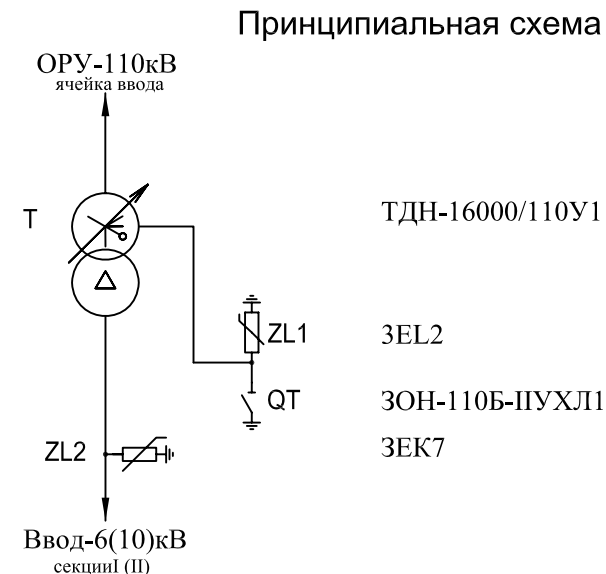 Принципиальная схема
ОРУ-110кВ
ячейка ввода
Т
ТДН-16000/110У1
ZL1
3EL2
QT
ЗОН-110Б-IIУХЛ1
ZL2
3ЕК7
Ввод-6(10)кВ
секцииI (II)